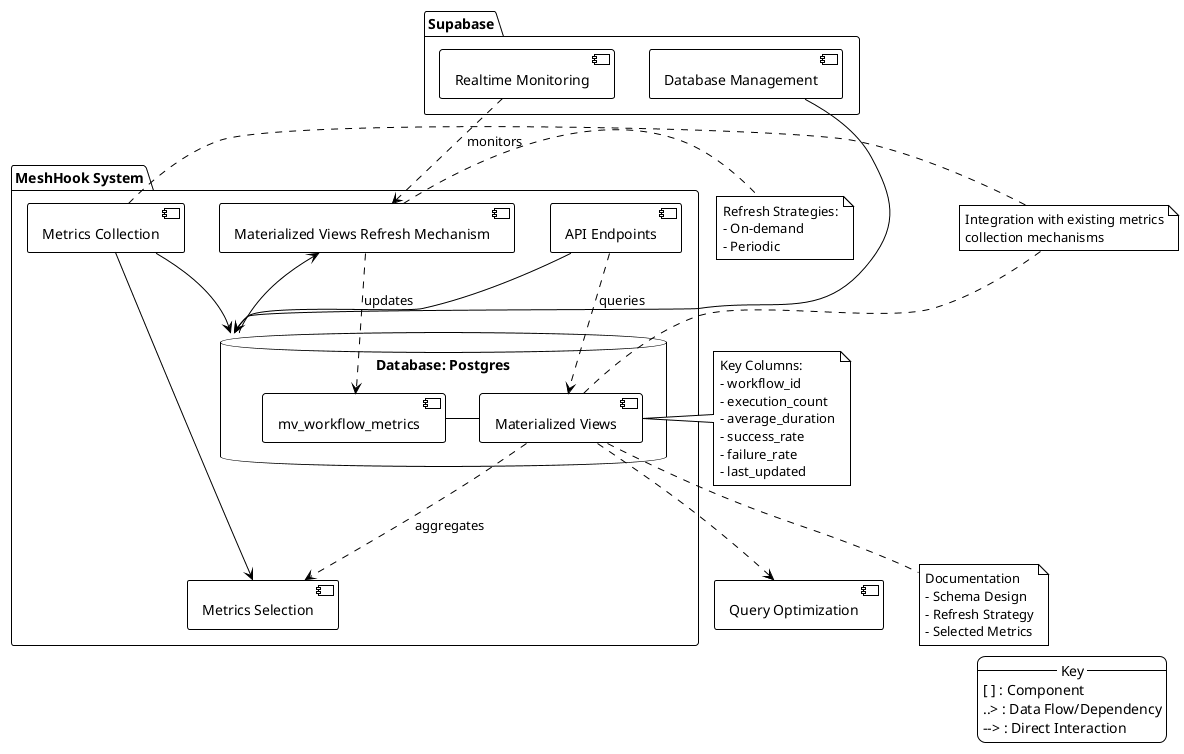 Supabase
Realtime Monitoring
Database Management
monitors
MeshHook System
Metrics Collection
Materialized Views Refresh Mechanism
API Endpoints
Refresh Strategies:
- On-demand
- Periodic
Integration with existing metrics
collection mechanisms
updates
queries
Database: Postgres
mv_workflow_metrics
Materialized Views
Key Columns:
- workflow_id
- execution_count
- average_duration
- success_rate
- failure_rate
- last_updated
aggregates
Metrics Selection
Query Optimization
Documentation
- Schema Design
- Refresh Strategy
- Selected Metrics
Key
[ ] : Component
..> : Data Flow/Dependency
--> : Direct Interaction